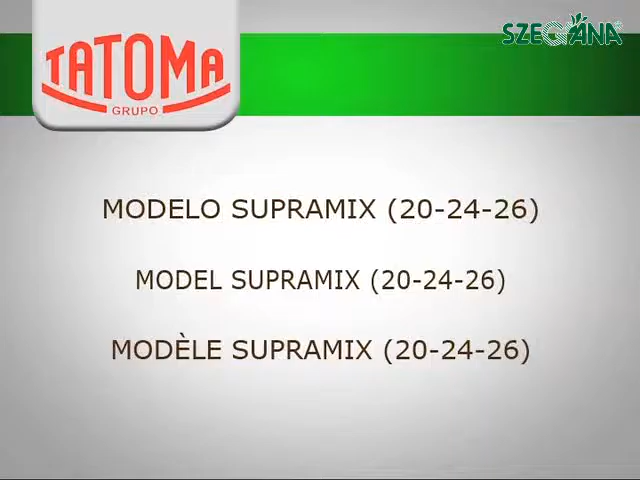 TATOMA
GRUPO
SZEGANA
MODELO SUPRAMIX (20-24-26)
MODEL SUPRAMIX (20-24-26)
MODÈLE SUPRAMIX (20-24-26)